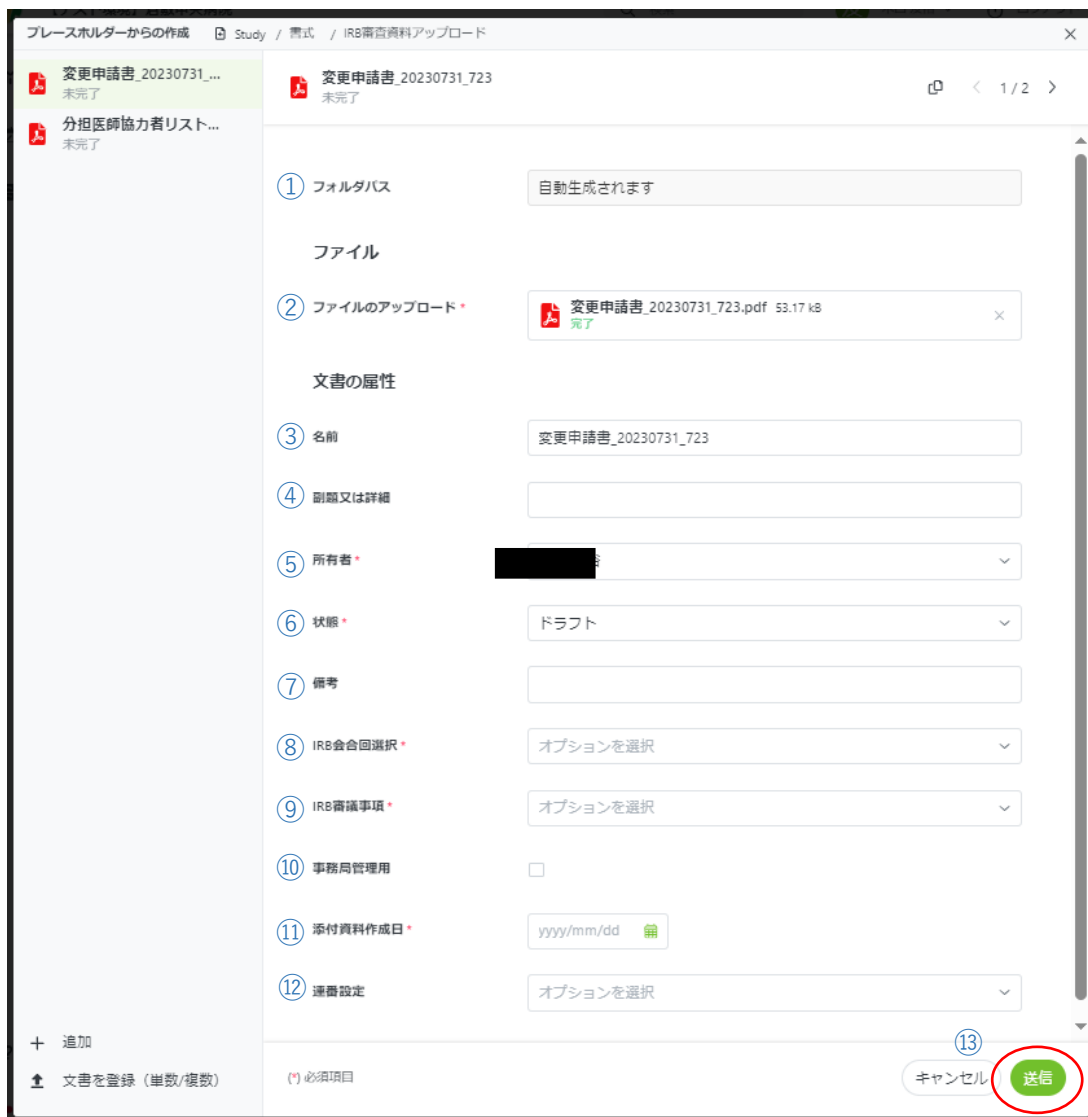 プレースホルダーからの作成 Study / 書式 / IRB審査資料アップロード
変更申請書_20230731_...
未完了
分担医師協力者リスト...
未完了
変更申請書_20230731_723
未完了
1 / 2
① フォルダパス 自動生成されます
ファイル
② ファイルのアップロード * 変更申請書_20230731_723.pdf 53.17 kB
完了
文書の属性
③ 名前 変更申請書_20230731_723
④ 副題又は詳細
⑤ 所有者 *
⑥ 状態 * ドラフト
⑦ 備考
⑧ IRB会合回選択 * オプションを選択
⑨ IRB審議事項 * オプションを選択
⑩ 事務局管理用
⑪ 添付資料作成日 * yyyy/mm/dd
⑫ 連番設定 オプションを選択
追加
文書を登録（単数/複数）
(*) 必須項目
⑬
キャンセル 送信